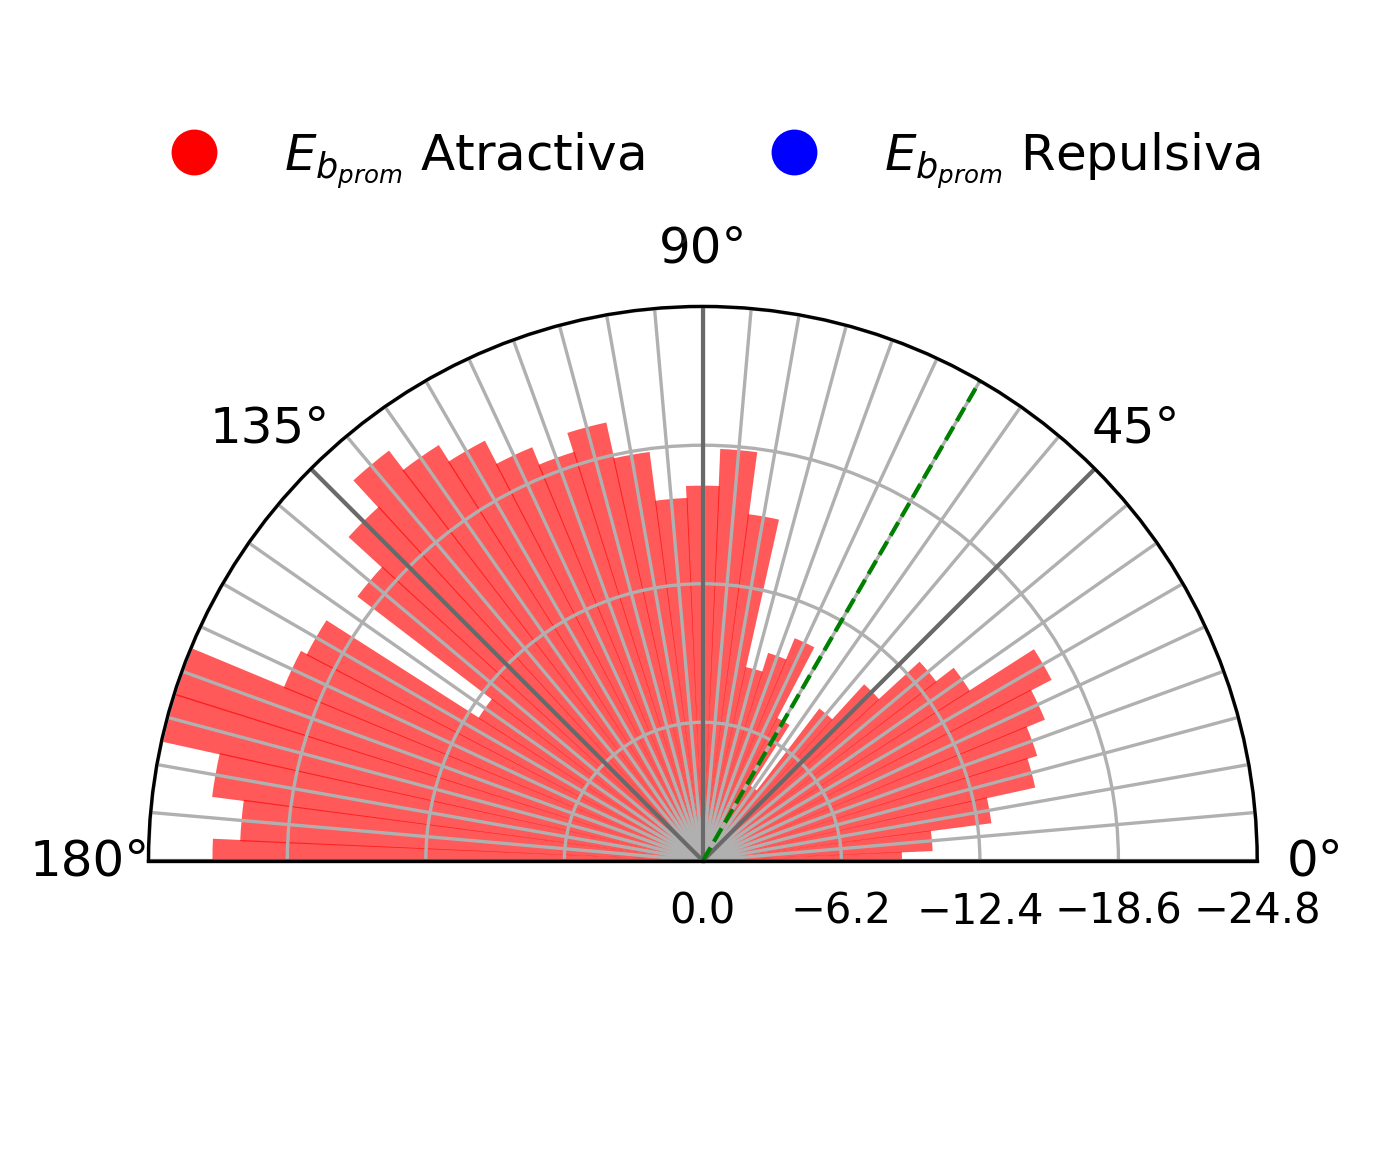 E_{b_{prom}} Atractiva E_{b_{prom}} Repulsiva
90°
135° 45°
180° 0°
0.0 −6.2 −12.4 −18.6 −24.8